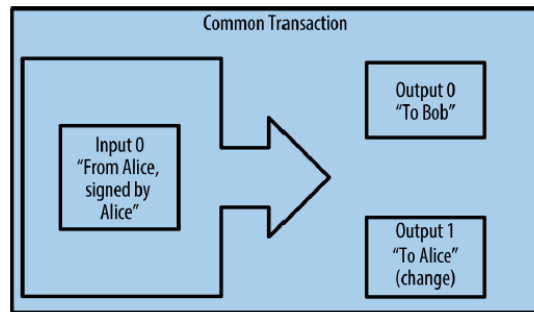 Common Transaction
Input 0
“From Alice,
signed by
Alice”
Output 0
“To Bob”
Output 1
“To Alice”
(change)